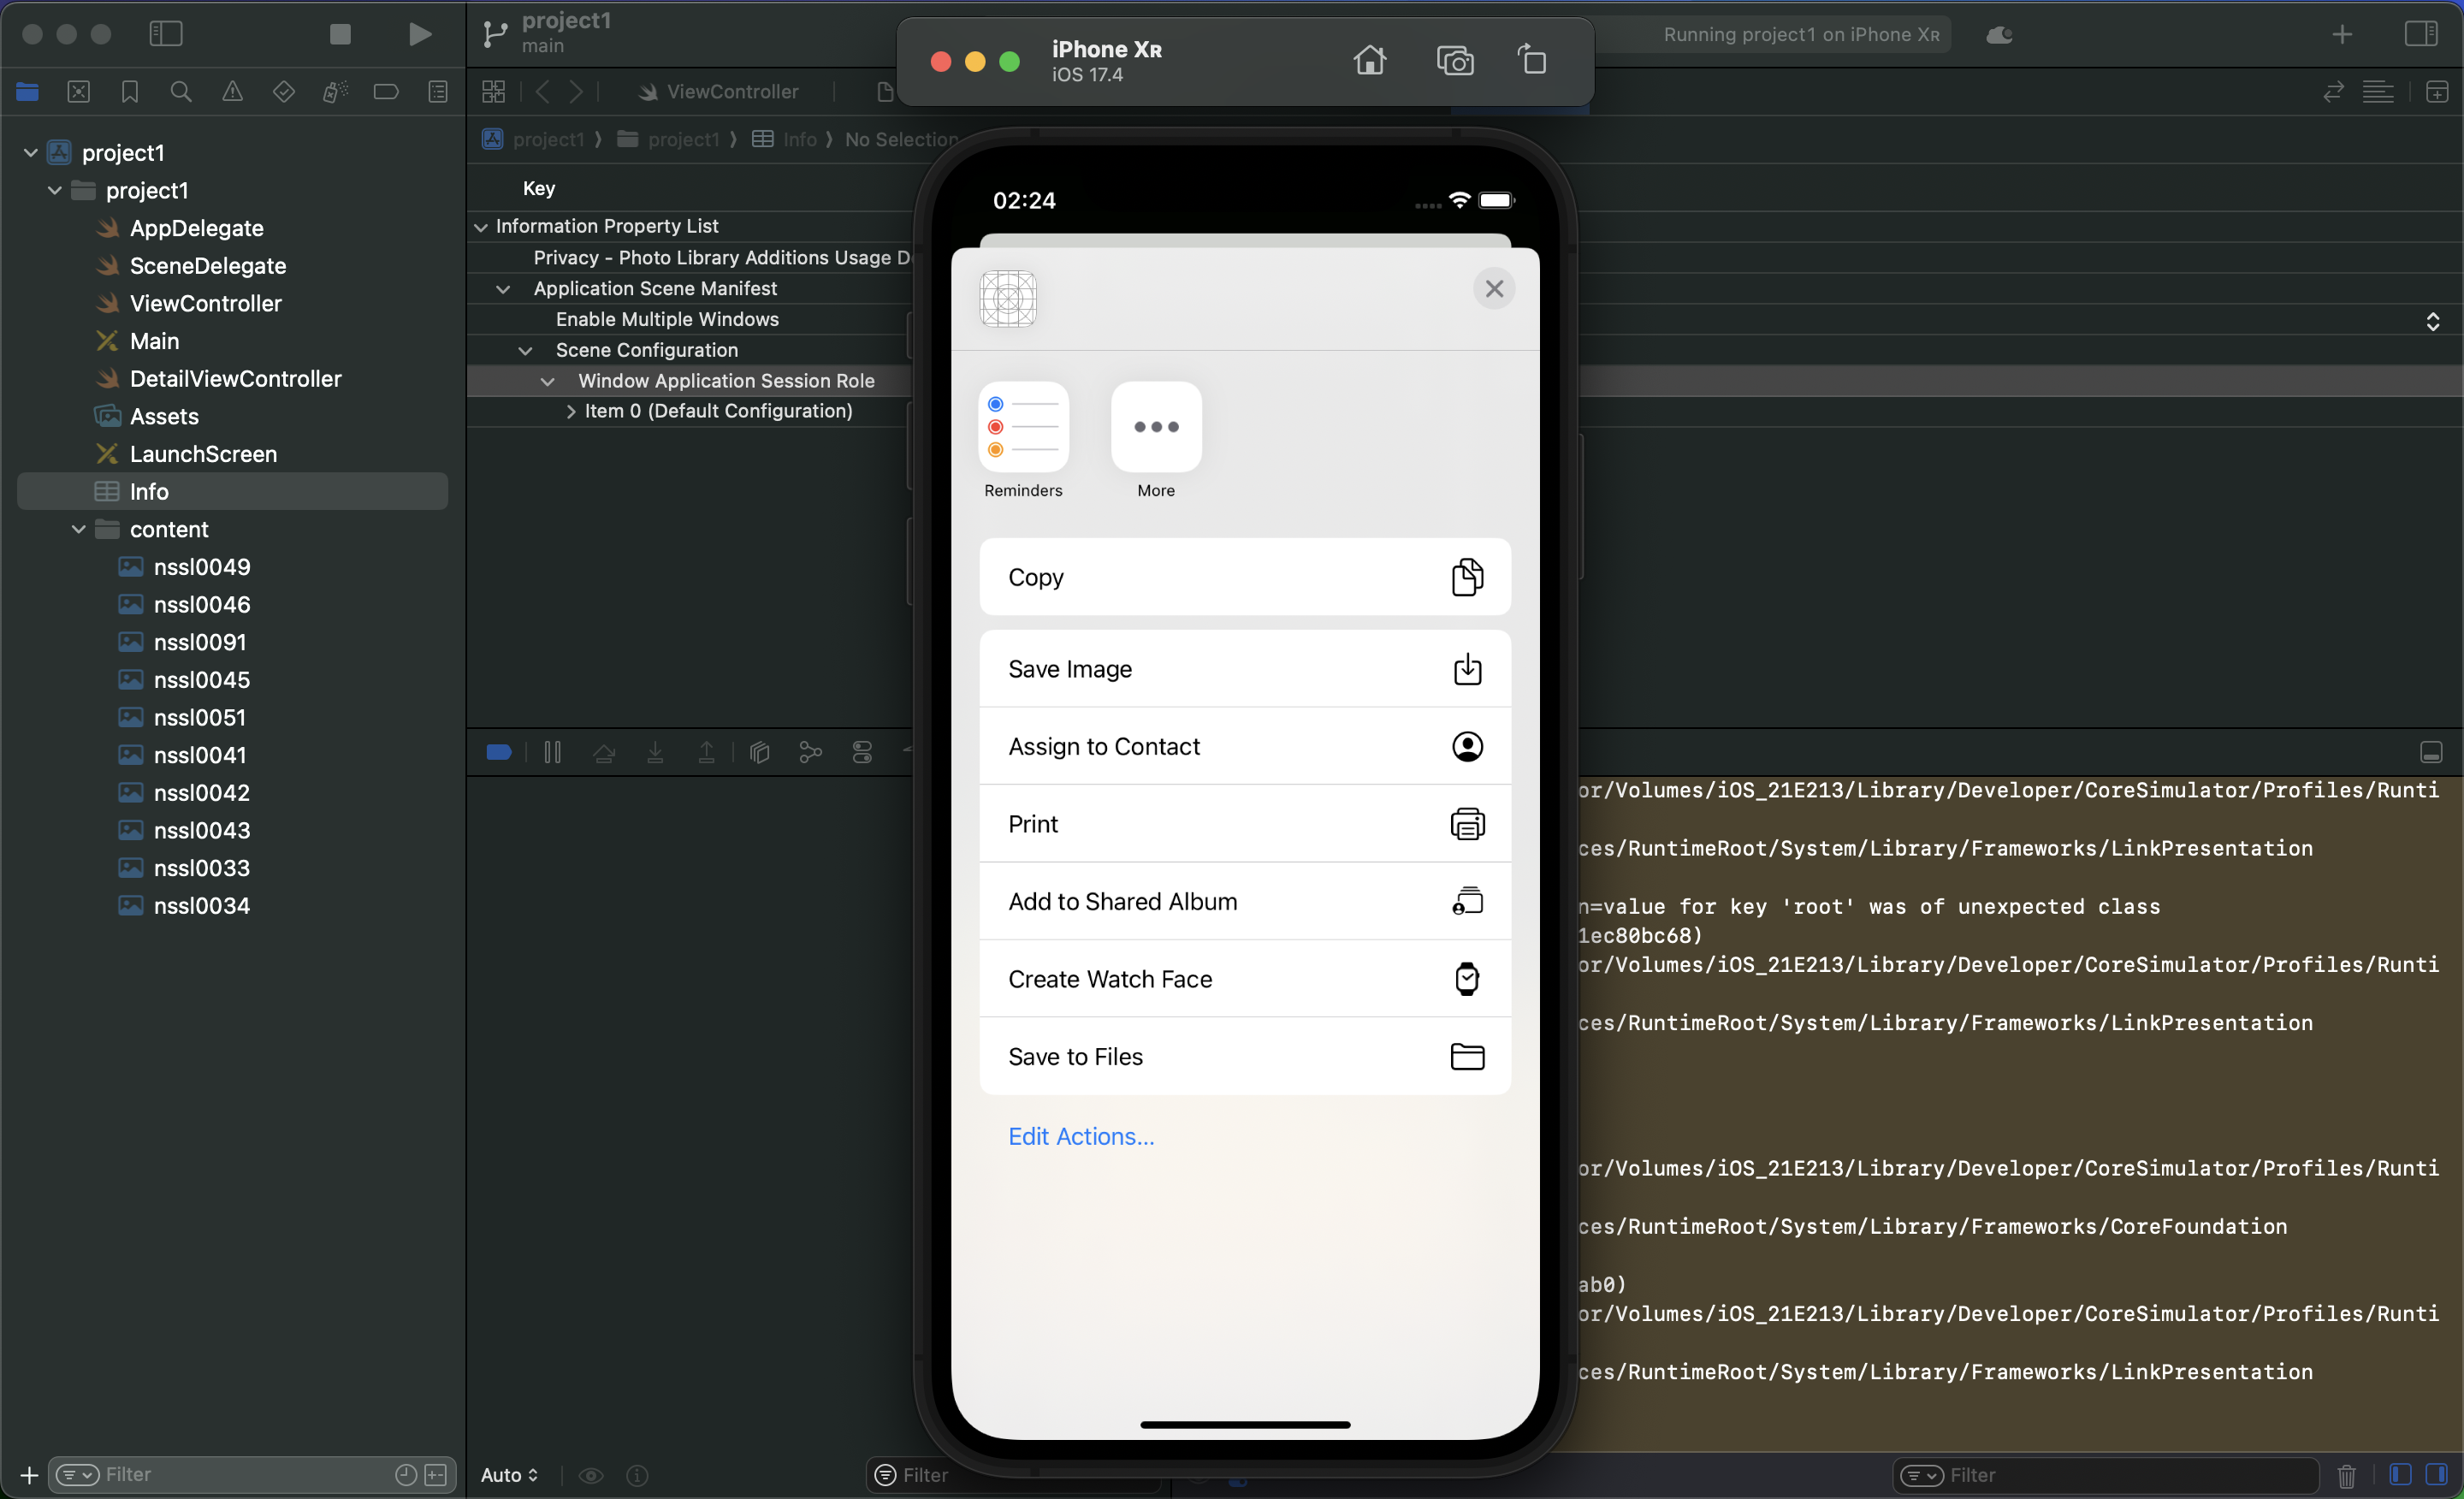 project1
main
Running project1 on iPhone XR
iPhone XR
iOS 17.4
ViewController
project1
project1
Info
No Selection
project1
project1
AppDelegate
SceneDelegate
ViewController
Main
DetailViewController
Assets
LaunchScreen
Info
content
nssl0049
nssl0046
nssl0091
nssl0045
nssl0051
nssl0041
nssl0042
nssl0043
nssl0033
nssl0034
Filter
Key
Information Property List
Privacy - Photo Library Additions Usage
Application Scene Manifest
Enable Multiple Windows
Scene Configuration
Window Application Session Role
Item 0 (Default Configuration)
02:24
Reminders
More
Copy
Save Image
Assign to Contact
Print
Add to Shared Album
Create Watch Face
Save to Files
Edit Actions...
or/Volumes/iOS_21E213/Library/Developer/CoreSimulator/Profiles/Runti
ces/RuntimeRoot/System/Library/Frameworks/LinkPresentation
n=value for key 'root' was of unexpected class
1ec80bc68)
or/Volumes/iOS_21E213/Library/Developer/CoreSimulator/Profiles/Runti
ces/RuntimeRoot/System/Library/Frameworks/LinkPresentation
or/Volumes/iOS_21E213/Library/Developer/CoreSimulator/Profiles/Runti
ces/RuntimeRoot/System/Library/Frameworks/CoreFoundation
ab0)
or/Volumes/iOS_21E213/Library/Developer/CoreSimulator/Profiles/Runti
ces/RuntimeRoot/System/Library/Frameworks/LinkPresentation
Auto
Filter
Filter